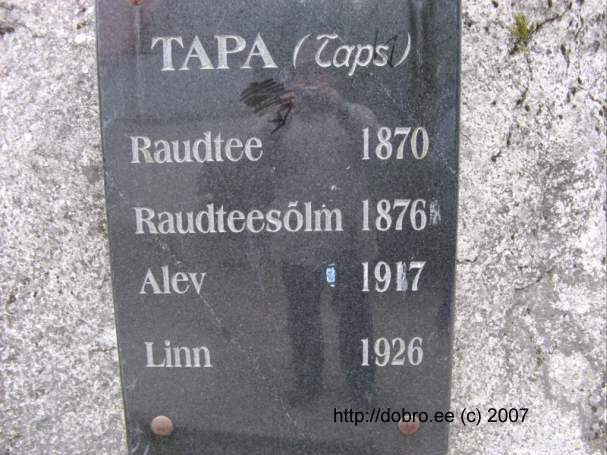 TAPA (Taps)
Raudtee 1870
Raudteesõlm 1876
Alev 1917
Linn 1926
http://dobro.ee (c) 2007